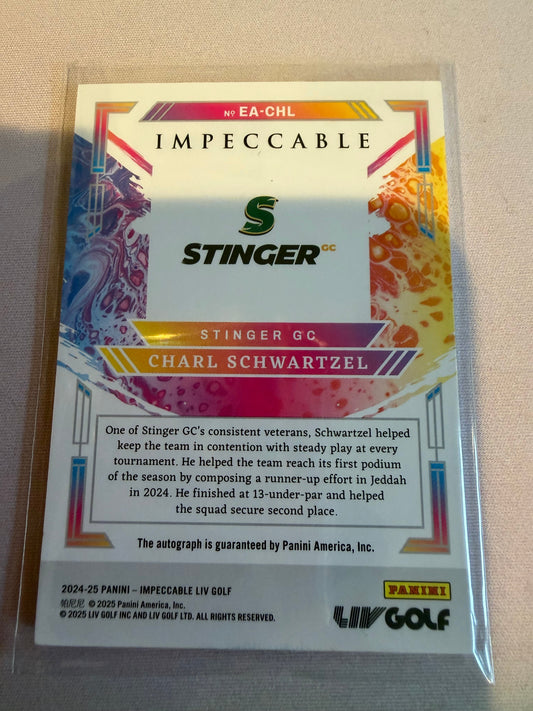 Nº EA-CHL
IMPECCABLE
S
STINGER GC
STINGER GC
CHARL SCHWARTZEL
One of Stinger GC's consistent veterans, Schwartzel helped
keep the team in contention with steady play at every
tournament. He helped the team reach its first podium
of the season by composing a runner-up effort in Jeddah
in 2024. He finished at 13-under-par and helped
the squad secure second place.
The autograph is guaranteed by Panini America, Inc.
2024-25 PANINI – IMPECCABLE LIV GOLF
帕尼尼 © 2025 Panini America, Inc.
© 2025 LIV GOLF INC AND LIV GOLF LTD. ALL RIGHTS RESERVED.
PANINI
LIV GOLF